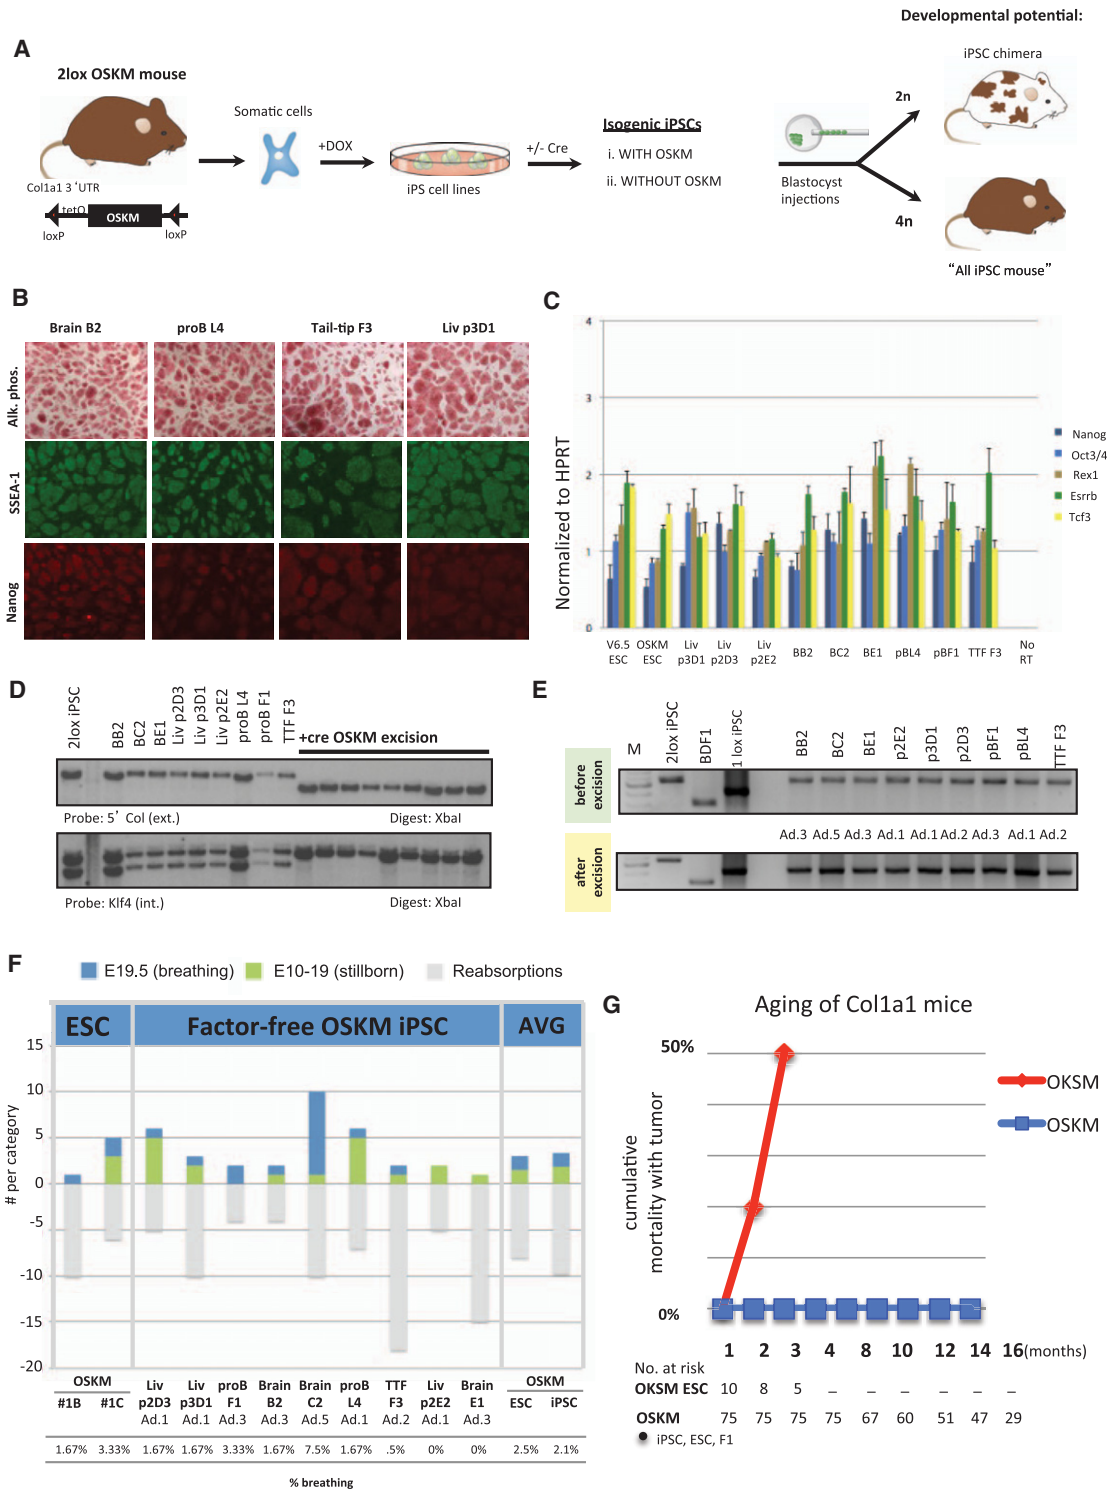 Developmental potential:
A
2lox OSKM mouse
iPSC chimera
Somatic cells
2n
+DOX
+/- Cre
Isogenic iPSCs
i. WITH OSKM
ii. WITHOUT OSKM
iPS cell lines
Blastocyst
injections
Col1a1 3 'UTR
tetO
OSKM
loxP
loxP
4n
"All iPSC mouse"
B
Brain B2
proB L4
Tail-tip F3
Liv p3D1
Alk. phos.
SSEA-1
Nanog
C
Normalized to HPRT
4
3
2
1
0
Nanog
Oct3/4
Rex1
Esrrb
Tcf3
V6.5 ESC
OSKM ESC
Liv p3D1
Liv p2D3
Liv p2E2
BB2
BC2
BE1
pBL4
pBF1
TTF F3
No RT
D
2lox iPSC
BB2
BC2
BE1
Liv p2D3
Liv p3D1
Liv p2E2
proB L4
proB F1
TTF F3
+cre OSKM excision
Probe: 5' Col (ext.)
Digest: XbaI
Probe: Klf4 (int.)
Digest: XbaI
E
M
2lox iPSC
BDF1
1 lox iPSC
BB2
BC2
BE1
p2E2
p3D1
p2D3
pBF1
pBL4
TTF F3
before excision
Ad.3 Ad.5 Ad.3 Ad.1 Ad.1 Ad.2 Ad.3 Ad.1 Ad.2
after excision
F
E19.5 (breathing)
E10-19 (stillborn)
Reabsorptions
ESC
Factor-free OSKM iPSC
AVG
# per category
15
10
5
0
-5
-10
-15
-20
OSKM
#1B
#1C
Liv p2D3 Ad.1
Liv p3D1 Ad.1
proB F1 Ad.3
Brain B2 Ad.3
Brain C2 Ad.5
proB L4 Ad.1
TTF F3 Ad.2
Liv p2E2 Ad.1
Brain E1 Ad.3
OSKM
ESC
iPSC
1.67% 3.33% 1.67% 1.67% 3.33% 1.67% 7.5% 1.67% .5% 0% 0% 2.5% 2.1%
% breathing
G
Aging of Col1a1 mice
cumulative
mortality with tumor
50%
0%
OKSM
OSKM
1 2 3 4 8 10 12 14 16 (months)
No. at risk
OKSM ESC 10 8 5 – – – – – –
OSKM 75 75 75 75 67 60 51 47 29
iPSC, ESC, F1